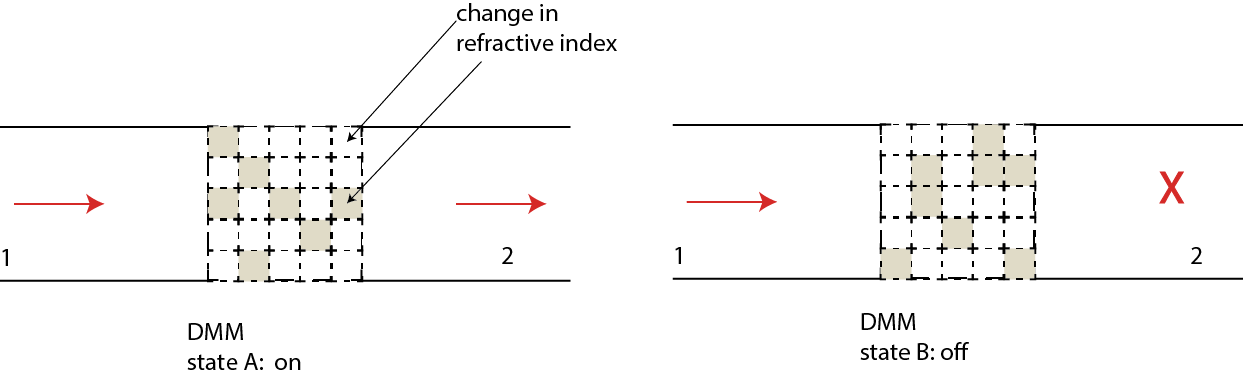 change in
refractive index
1
2
DMM
state A:  on
1
X
2
DMM
state B: off